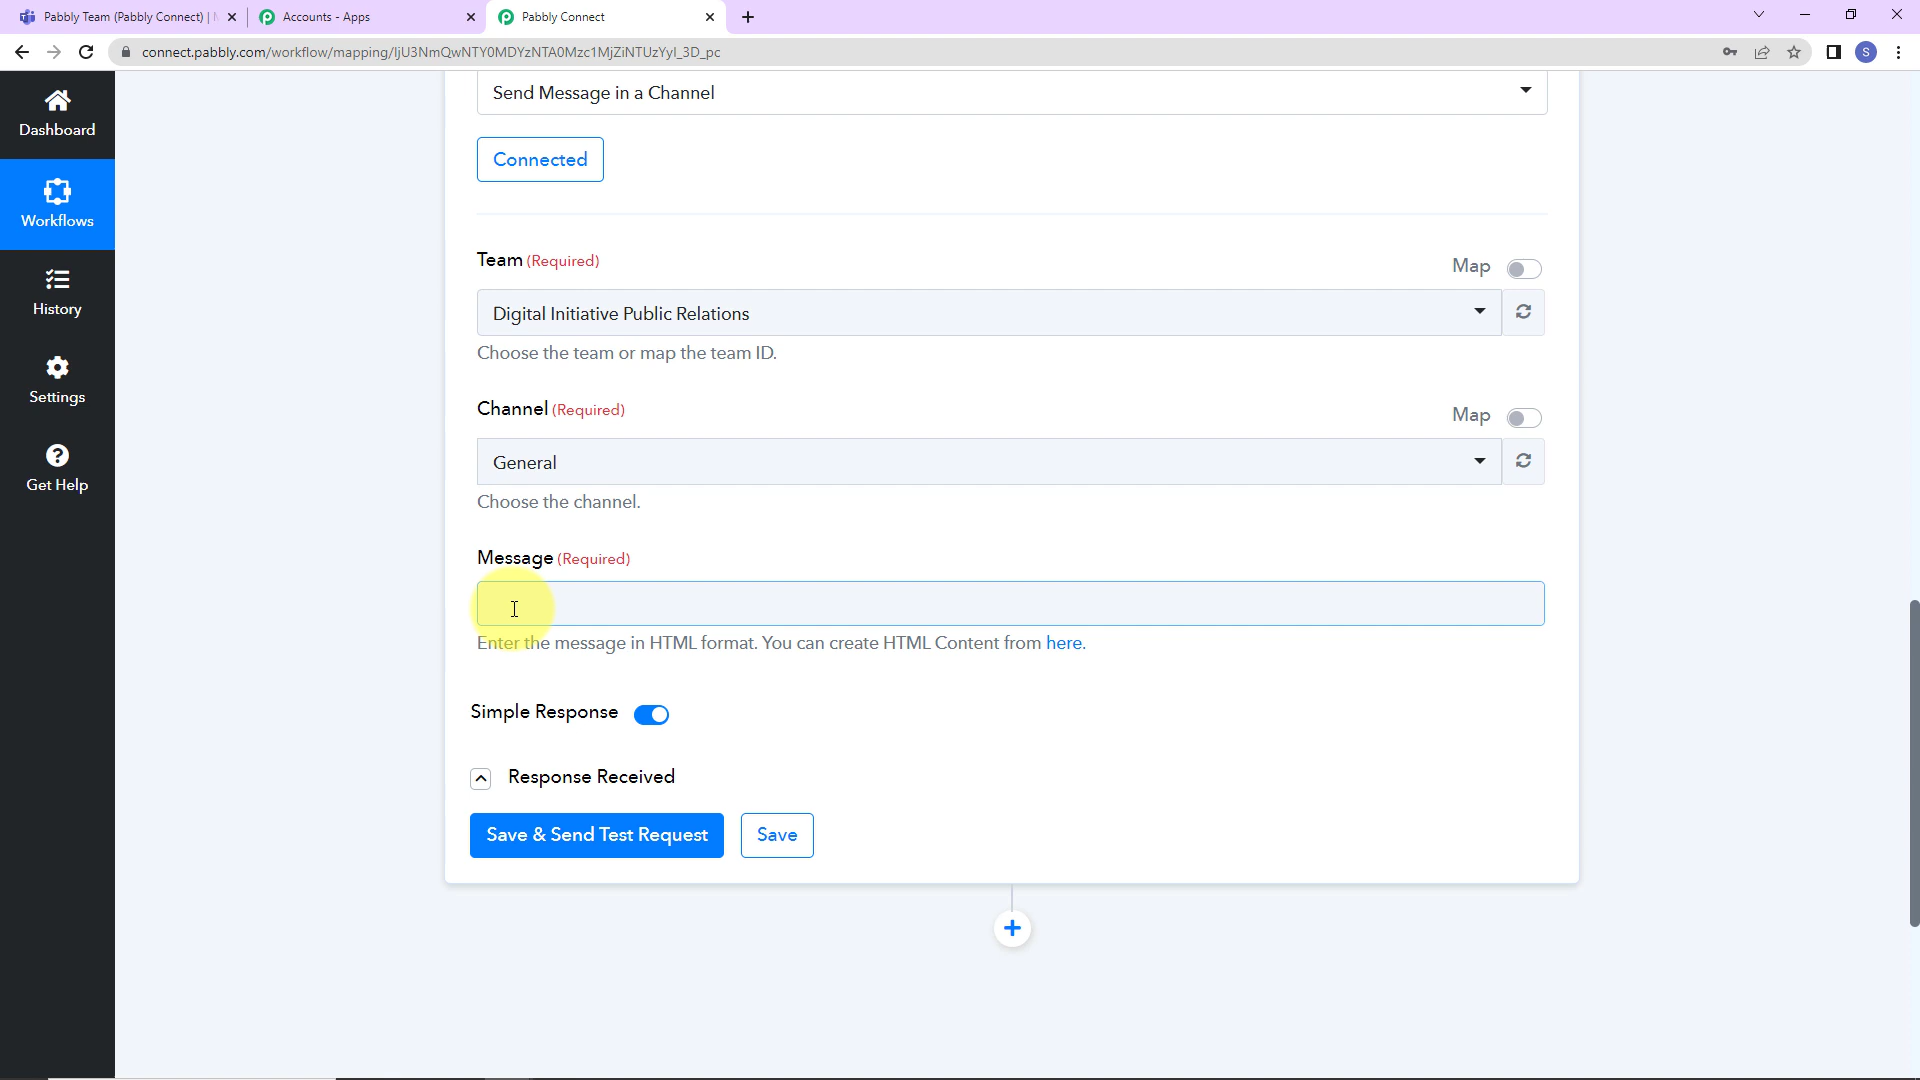 Pabbly Team (Pabbly Connect) |
Accounts - Apps
Pabbly Connect
connect.pabbly.com/workflow/mapping/IjU3NmQwNTY0MDYzNTA0Mzc1MjZiNTUzYyI_3D_pc
S
Dashboard
Workflows
History
Settings
Get Help
Send Message in a Channel
Connected
Team (Required)
Map
Digital Initiative Public Relations
Choose the team or map the team ID.
Channel (Required)
Map
General
Choose the channel.
Message (Required)
Enter the message in HTML format. You can create HTML Content from here.
Simple Response
Response Received
Save & Send Test Request
Save